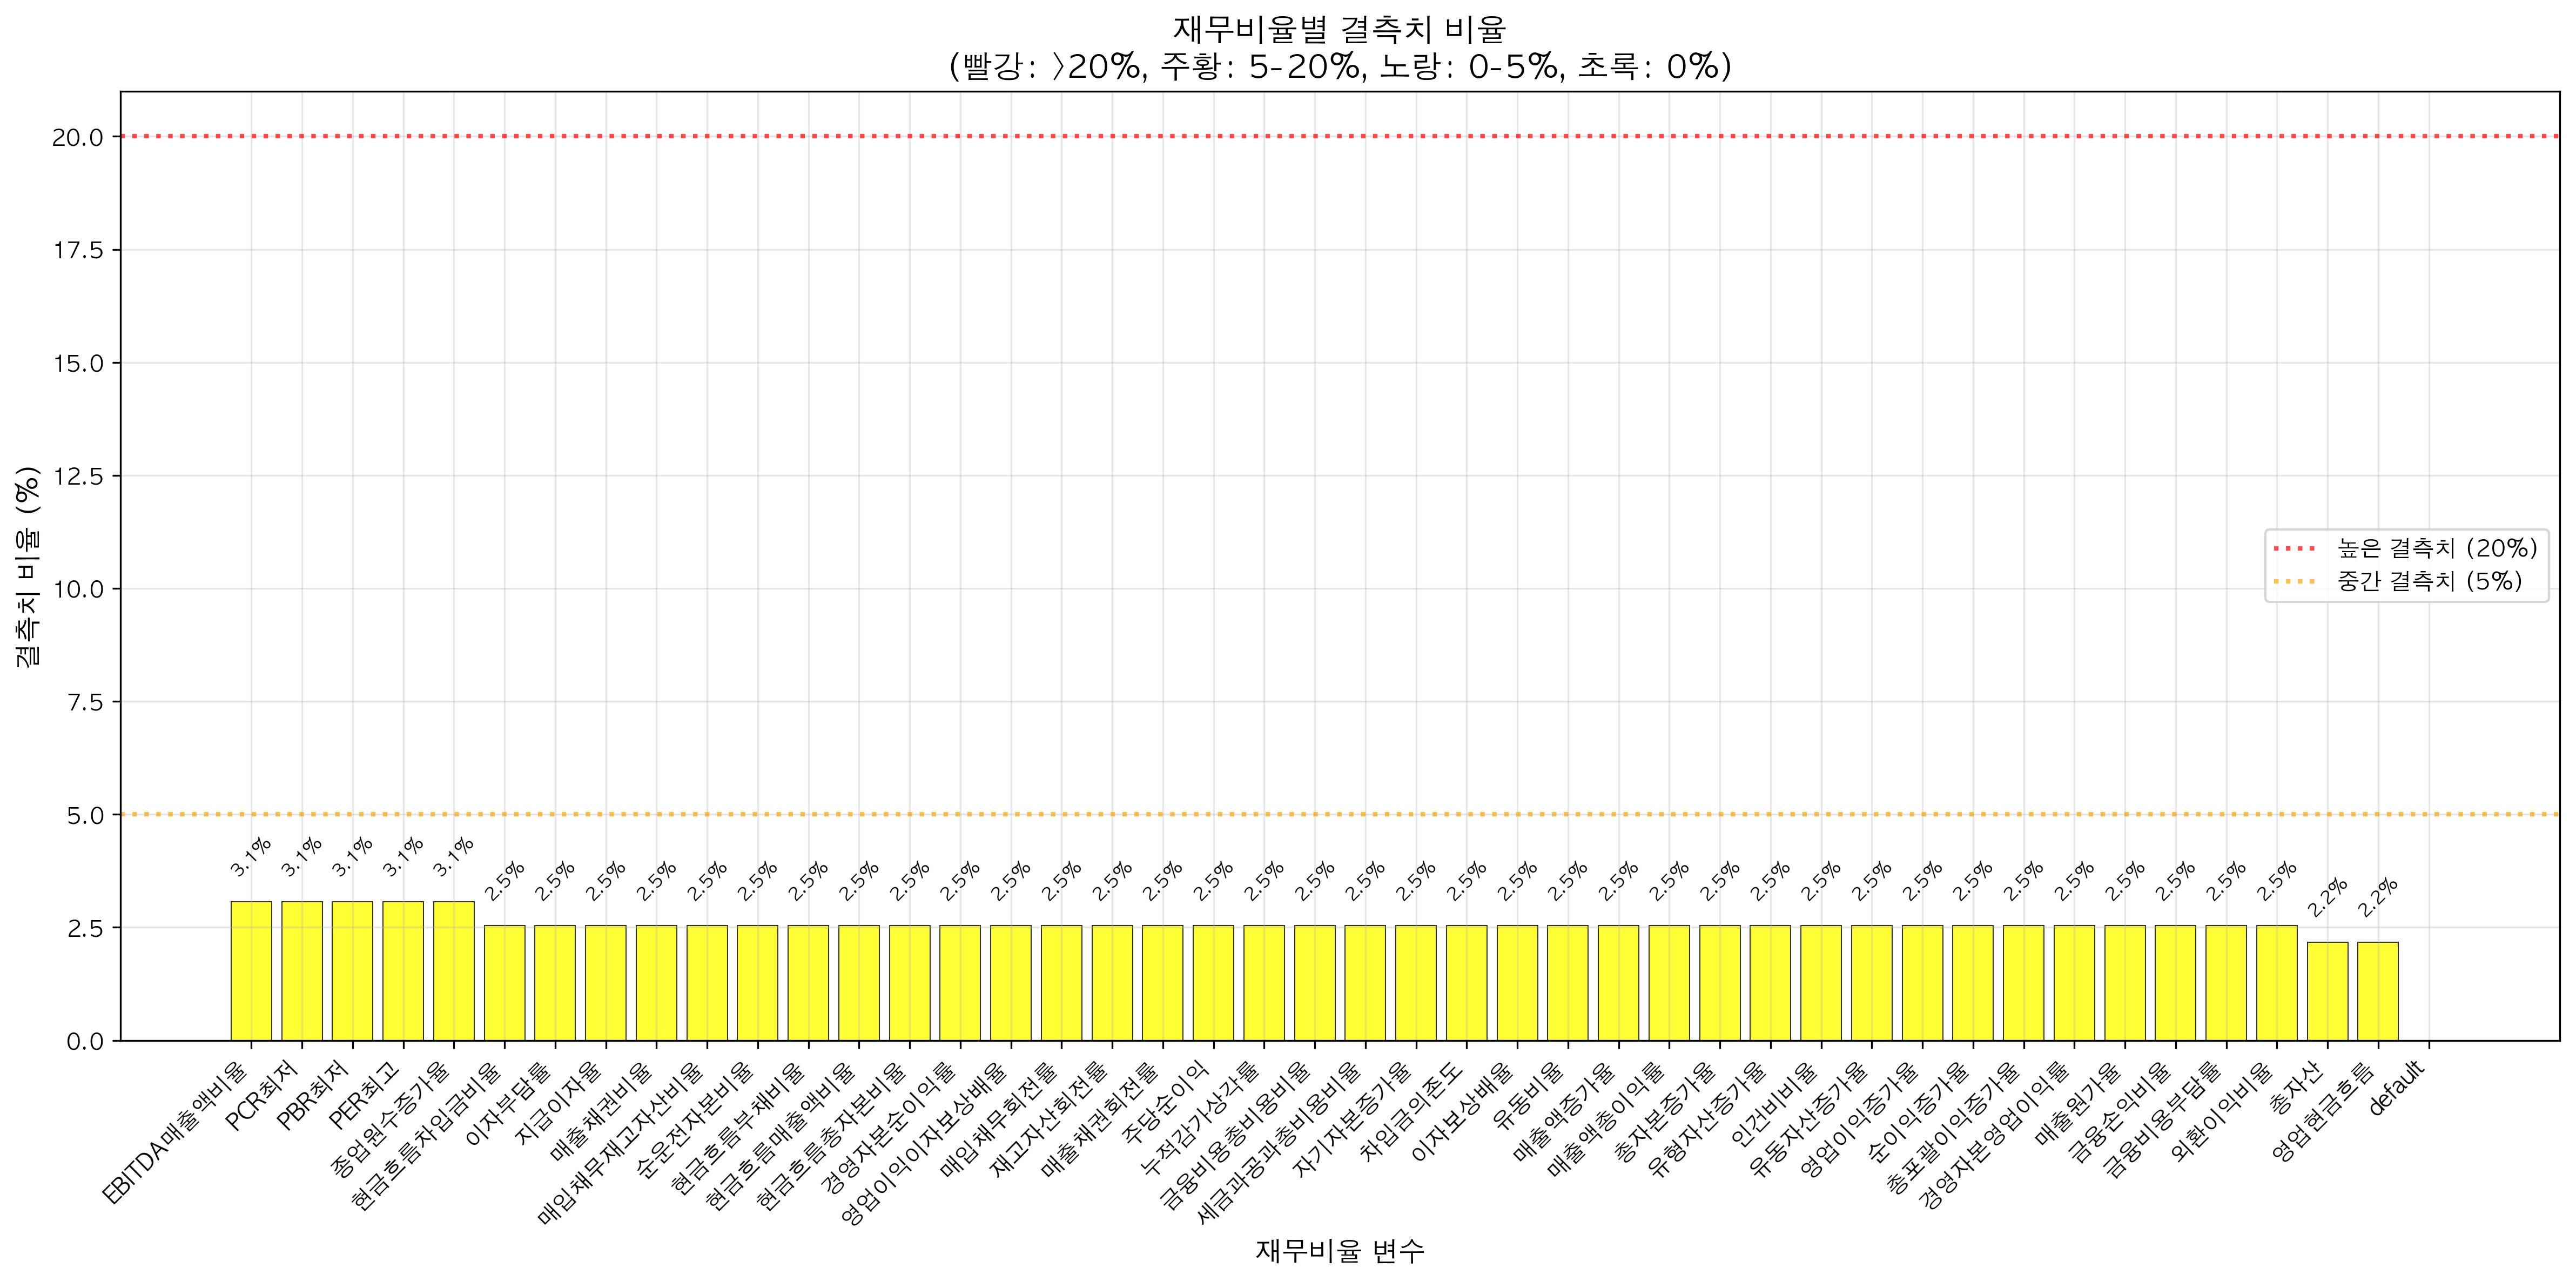 재무비율별 결측치 비율
(빨강: >20%, 주황: 5-20%, 노랑: 0-5%, 초록: 0%)
결측치 비율 (%)
20.0
17.5
15.0
12.5
10.0
7.5
5.0
2.5
0.0
높은 결측치 (20%)
중간 결측치 (5%)
3.1% 3.1% 3.1% 3.1% 3.1% 2.5% 2.5% 2.5% 2.5% 2.5% 2.5% 2.5% 2.5% 2.5% 2.5% 2.5% 2.5% 2.5% 2.5% 2.5% 2.5% 2.5% 2.5% 2.5% 2.5% 2.5% 2.5% 2.5% 2.5% 2.5% 2.5% 2.5% 2.5% 2.5% 2.5% 2.5% 2.5% 2.5% 2.5% 2.5% 2.5% 2.2% 2.2%
EBITDA매출액비율
PCR최저
PBR최저
PER최고
종업원수증가율
현금흐름차입금비율
이자부담률
지급이자율
매출채권비율
매입채무재고자산비율
순운전자본비율
현금흐름부채비율
현금흐름매출액비율
현금흐름총자본비율
경영자본순이익률
영업이익이자보상배율
매입채무회전률
재고자산회전률
매출채권회전률
주당순이익
누적감가상각률
금융비용총비용비율
세금과공과총비용비율
자기자본증가율
차입금의존도
이자보상배율
유동비율
매출액증가율
매출액총이익률
총자본증가율
유형자산증가율
인건비비율
유동자산증가율
영업이익증가율
순이익증가율
총포괄이익증가율
경영자본영업이익률
매출원가율
금융손익비율
금융비용부담률
외환이익비율
총자산
영업현금흐름
default
재무비율 변수